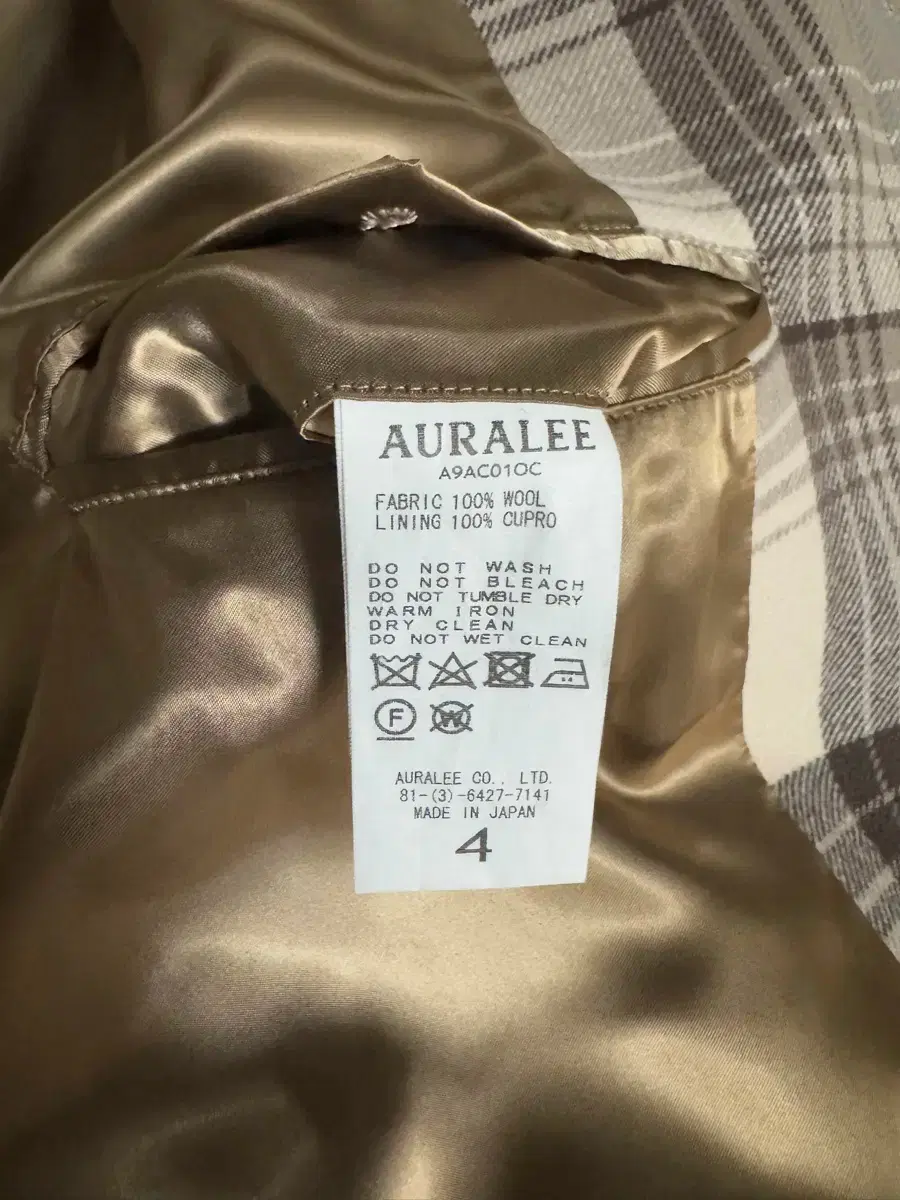 AURALEE
A9AC01OC
FABRIC 100% WOOL
LINING 100% CUPRO
DO NOT WASH
DO NOT BLEACH
DO NOT TUMBLE DRY
WARM IRON
DRY CLEAN
DO NOT WET CLEAN
F W
AURALEE CO., LTD.
81-(3)-6427-7141
MADE IN JAPAN
4